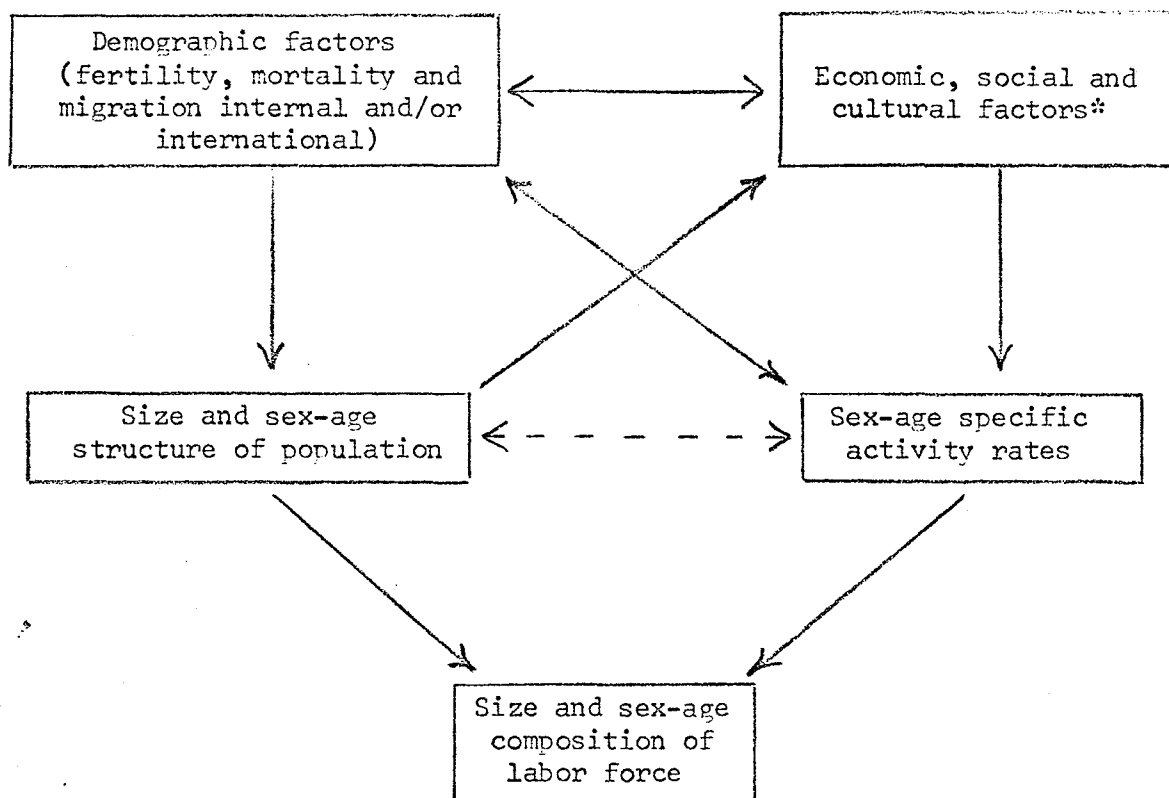 Demographic factors
(fertility, mortality and
migration internal and/or
international)
Economic, social and
cultural factors*
Size and sex-age
structure of population
Sex-age specific
activity rates
Size and sex-age
composition of
labor force